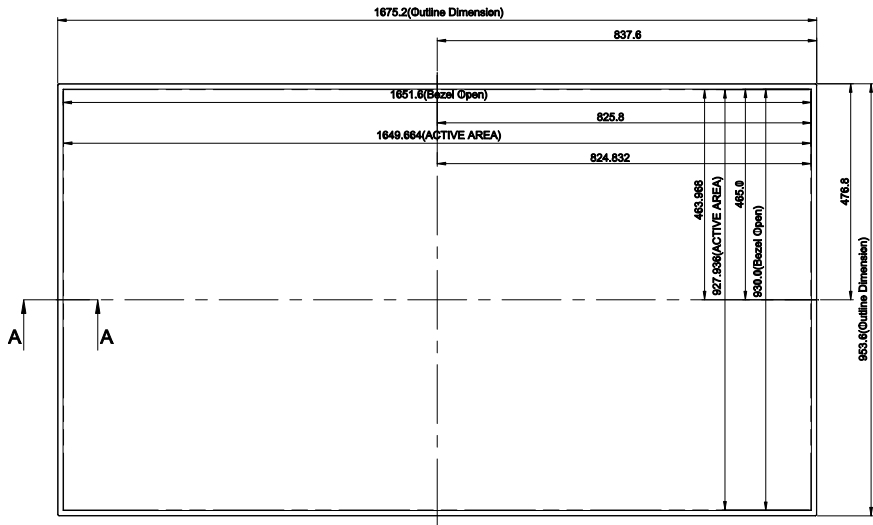 1675.2(Outline Dimension)
837.6
1651.6(Bezel Open)
825.8
1649.664(ACTIVE AREA)
824.832
463.968
927.936(ACTIVE AREA)
465.0
930.0(Bezel Open)
476.8
953.6(Outline Dimension)
A
A